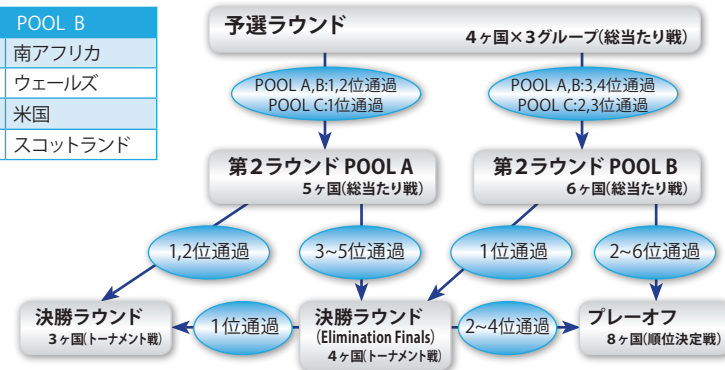 POOL B
南アフリカ
ウェールズ
米国
スコットランド
予選ラウンド
4ヶ国×3グループ(総当たり戦)
POOL A,B:1,2位通過
POOL C:1位通過
POOL A,B:3,4位通過
POOL C:2,3位通過
第2ラウンド POOL A
5ヶ国(総当たり戦)
第2ラウンド POOL B
6ヶ国(総当たり戦)
1,2位通過
3~5位通過
1位通過
2~6位通過
決勝ラウンド
3ヶ国(トーナメント戦)
1位通過
決勝ラウンド
(Elimination Finals)
4ヶ国(トーナメント戦)
2~4位通過
プレーオフ
8ヶ国(順位決定戦)